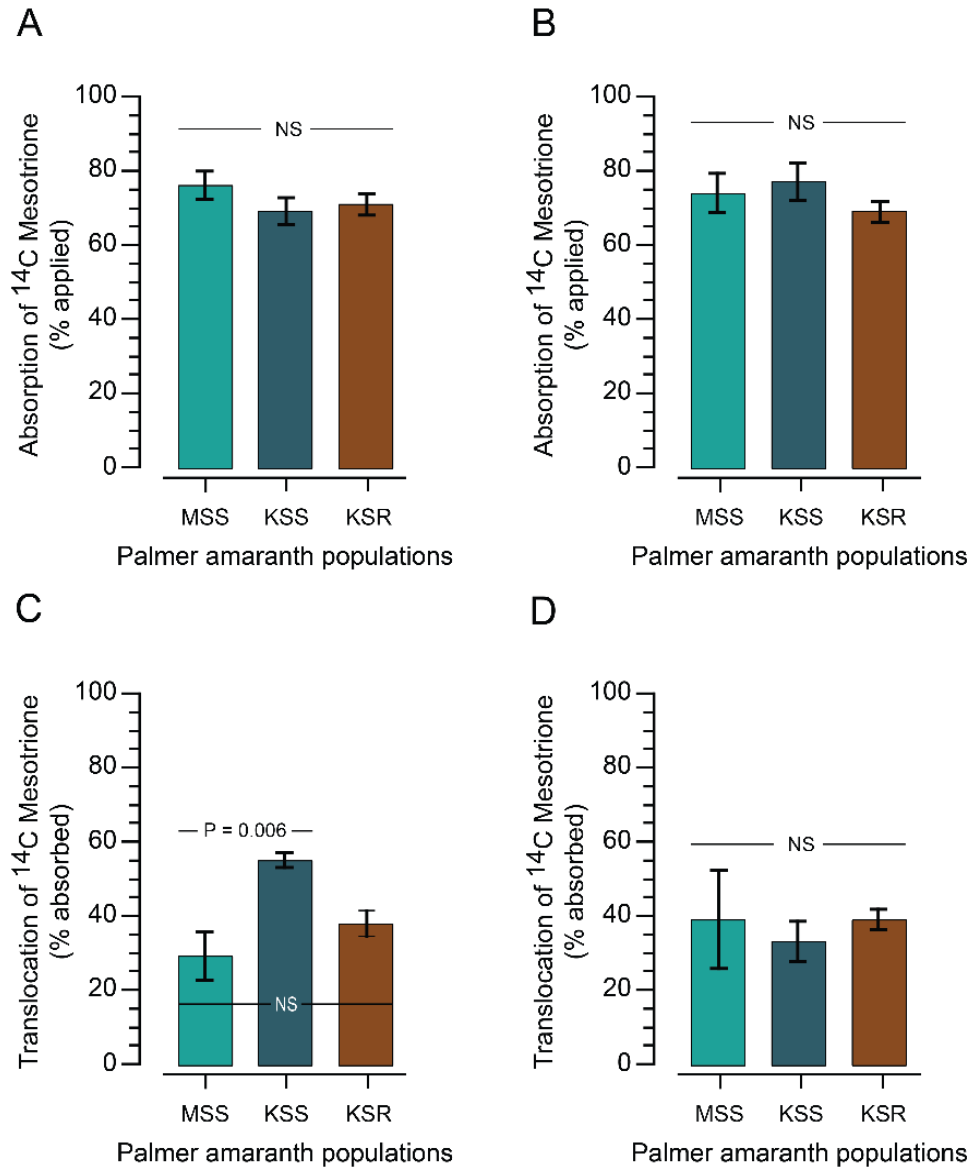 A
Absorption of ¹⁴C Mesotrione
(% applied)
100
80
60
40
20
0
NS
MSS KSS KSR
Palmer amaranth populations
B
Absorption of ¹⁴C Mesotrione
(% applied)
100
80
60
40
20
0
NS
MSS KSS KSR
Palmer amaranth populations
C
Translocation of ¹⁴C Mesotrione
(% absorbed)
100
80
60
40
20
0
P = 0.006
NS
MSS KSS KSR
Palmer amaranth populations
D
Translocation of ¹⁴C Mesotrione
(% absorbed)
100
80
60
40
20
0
NS
MSS KSS KSR
Palmer amaranth populations